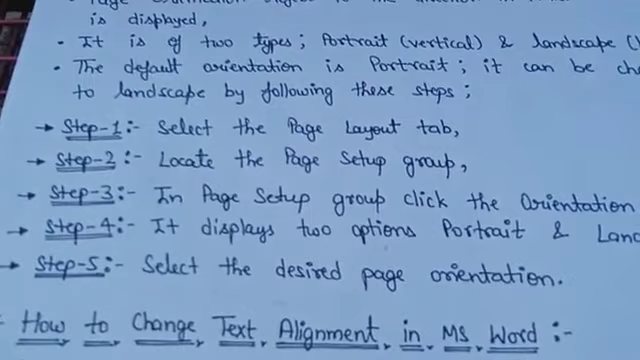 is displayed,
• It is of two types; Portrait (vertical) & landscape (
• The default orientation is Portrait; it can be cha
to landscape by following these steps;
→ Step-1:- Select the Page Layout tab,
→ Step-2:- Locate the Page Setup group,
→ Step-3:- In Page Setup group click the Orientation
→ Step-4:- It displays two options Portrait & Lan
→ Step-5:- Select the desired page orientation.
How to Change Text Alignment in MS Word :-